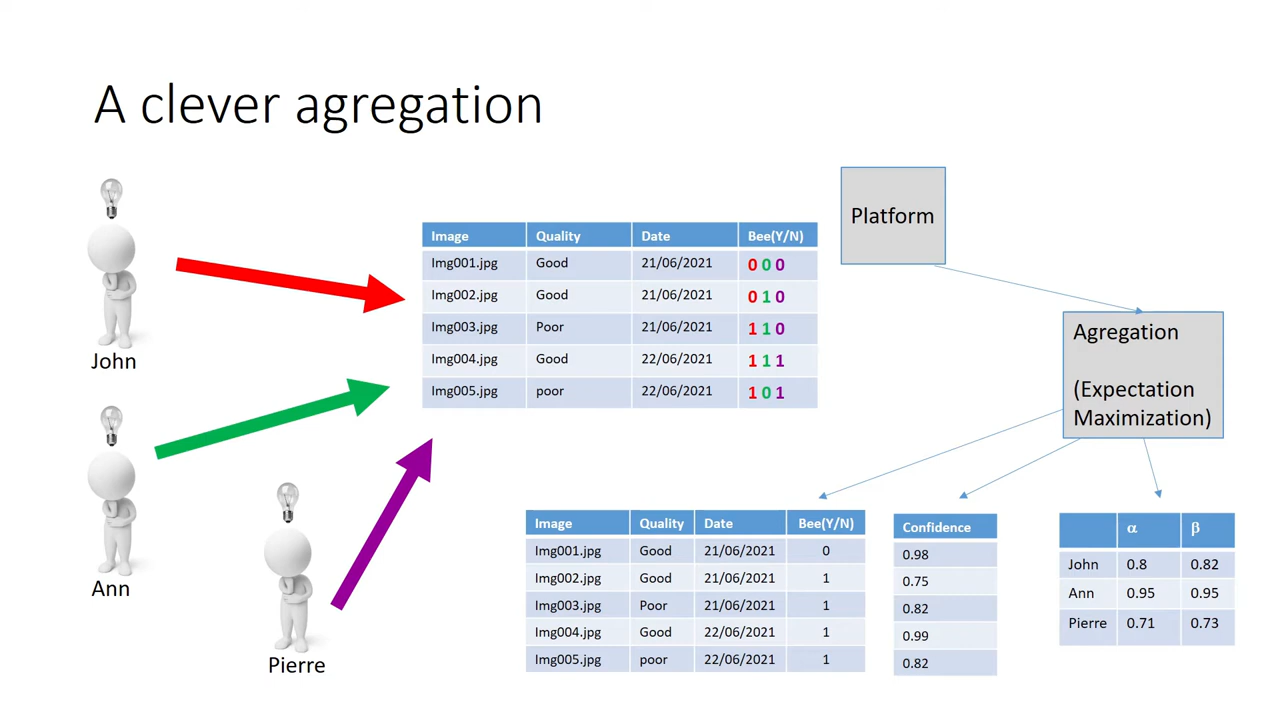 A clever agregation
John
Ann
Pierre
Image Quality Date Bee(Y/N)
Img001.jpg Good 21/06/2021 0 0 0
Img002.jpg Good 21/06/2021 0 1 0
Img003.jpg Poor 21/06/2021 1 1 0
Img004.jpg Good 22/06/2021 1 1 1
Img005.jpg poor 22/06/2021 1 0 1
Platform
Agregation
(Expectation
Maximization)
Image Quality Date Bee(Y/N)
Img001.jpg Good 21/06/2021 0
Img002.jpg Good 21/06/2021 1
Img003.jpg Poor 21/06/2021 1
Img004.jpg Good 22/06/2021 1
Img005.jpg poor 22/06/2021 1
Confidence
0.98
0.75
0.82
0.99
0.82
α β
John 0.8 0.82
Ann 0.95 0.95
Pierre 0.71 0.73